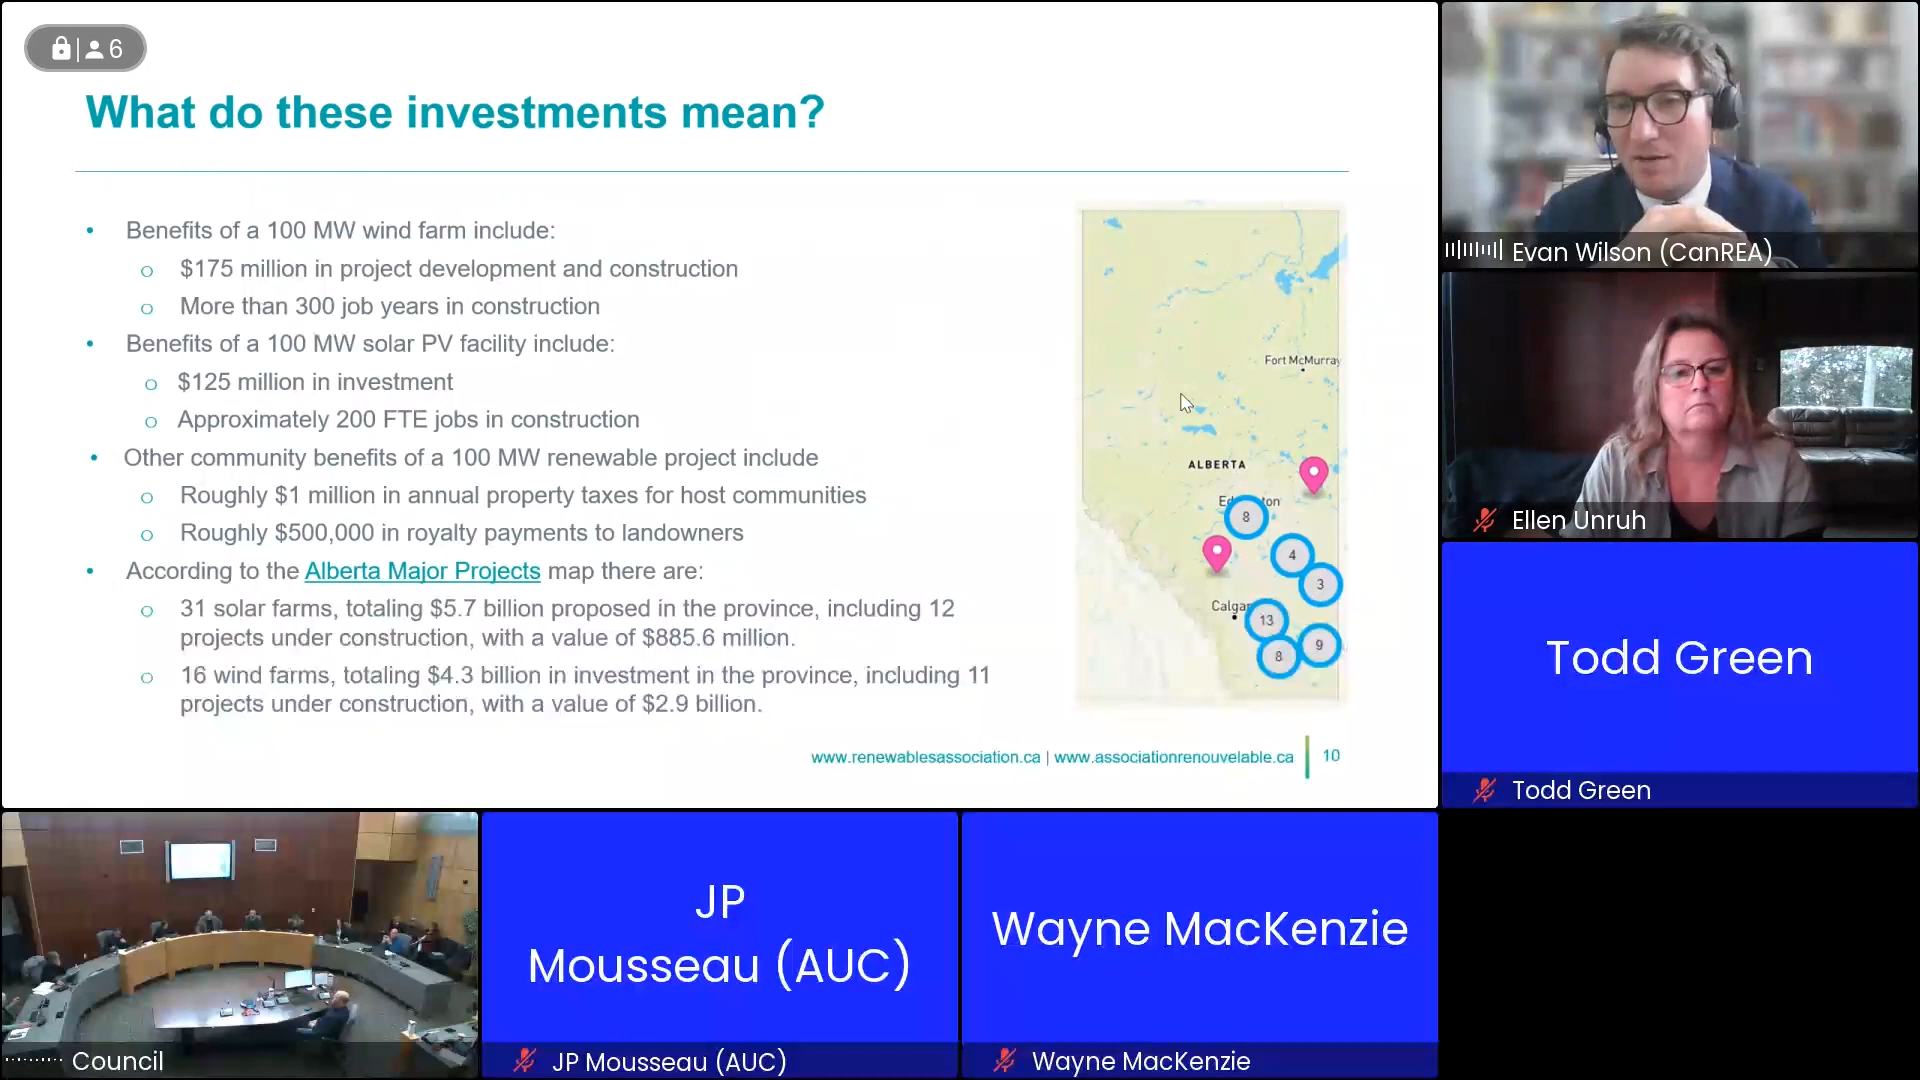 6
What do these investments mean?
• Benefits of a 100 MW wind farm include:
o $175 million in project development and construction
o More than 300 job years in construction
• Benefits of a 100 MW solar PV facility include:
o $125 million in investment
o Approximately 200 FTE jobs in construction
• Other community benefits of a 100 MW renewable project include
o Roughly $1 million in annual property taxes for host communities
o Roughly $500,000 in royalty payments to landowners
• According to the Alberta Major Projects map there are:
o 31 solar farms, totaling $5.7 billion proposed in the province, including 12
projects under construction, with a value of $885.6 million.
o 16 wind farms, totaling $4.3 billion in investment in the province, including 11
projects under construction, with a value of $2.9 billion.
Fort McMurray
ALBERTA
8
4
3
13
9
8
www.renewablesassociation.ca | www.associationrenouvelable.ca
10
Evan Wilson (CanREA)
Ellen Unruh
Todd Green
Todd Green
Council
JP
Mousseau (AUC)
JP Mousseau (AUC)
Wayne MacKenzie
Wayne MacKenzie